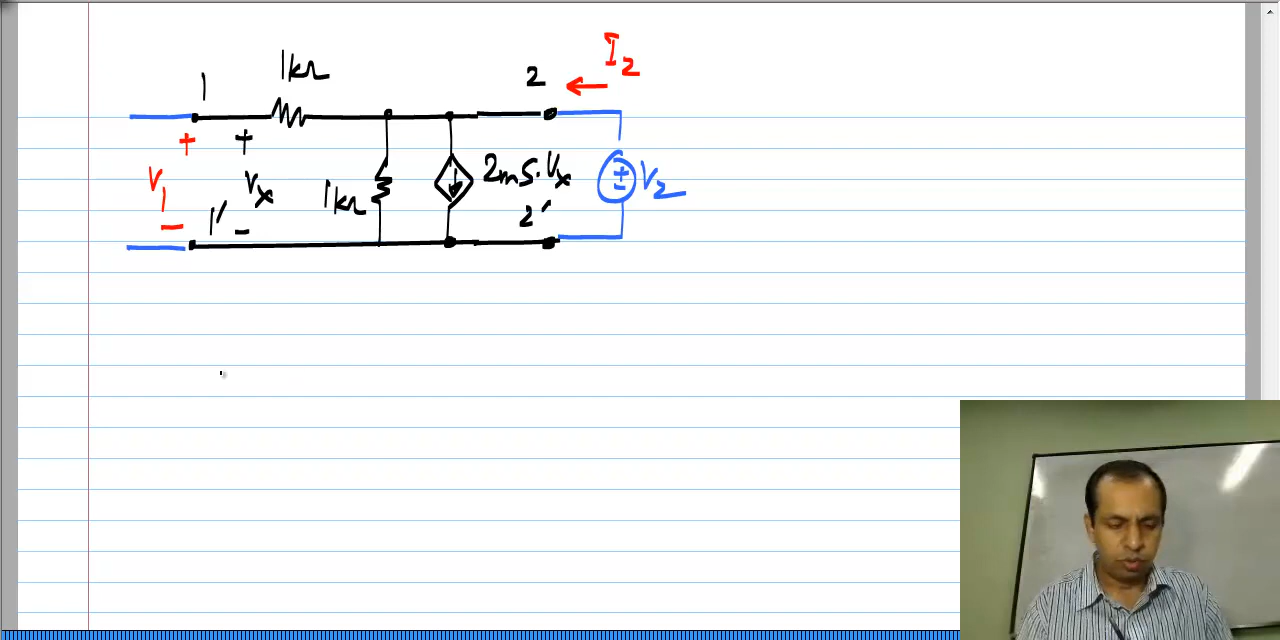 I2
1kΩ
1
2
+
+
V1
Vx
1kΩ
2mS·Vx
+
−
V2
1′
2′
−
−